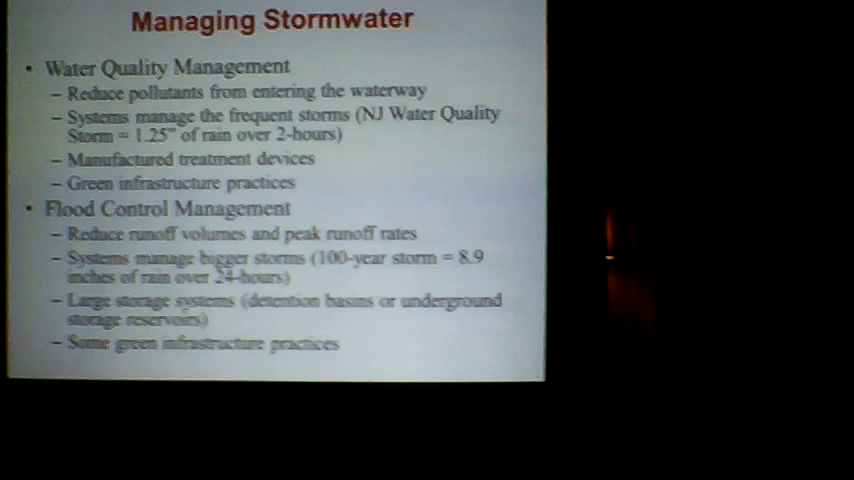 Managing Stormwater
• Water Quality Management
– Reduce pollutants from entering the waterway
– Systems manage the frequent storms (NJ Water Quality
Storm = 1.25" of rain over 2-hours)
– Manufactured treatment devices
– Green infrastructure practices
• Flood Control Management
– Reduce runoff volumes and peak runoff rates
– Systems manage bigger storms (100-year storm = 8.9
inches of rain over 24-hours)
– Large storage systems (detention basins or underground
storage reservoirs)
– Some green infrastructure practices